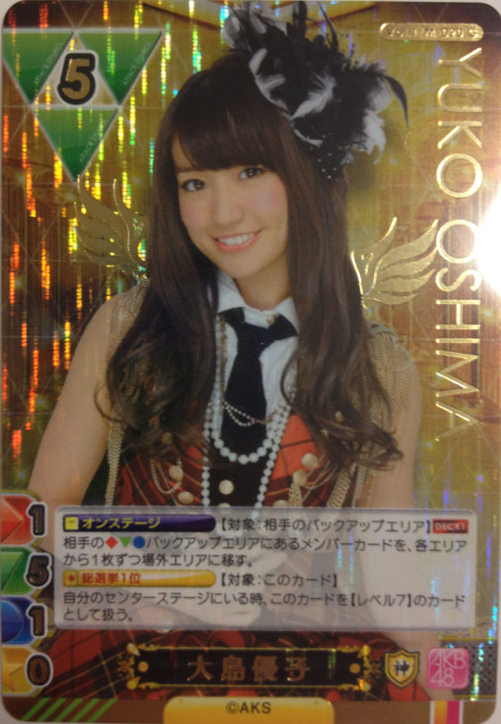 5
YUKO OSHIMA
1
5
1
0
オンステージ 【対象:相手のバックアップエリア】 DECK1
相手の◆▼●バックアップエリアにあるメンバーカードを、各エリア
から1枚ずつ場外エリアに移す。
総選挙1位 【対象:このカード】
自分のセンターステージにいる時、このカードを【レベル7】のカード
として扱う。
大島優子
神
AKB
48
©AKS